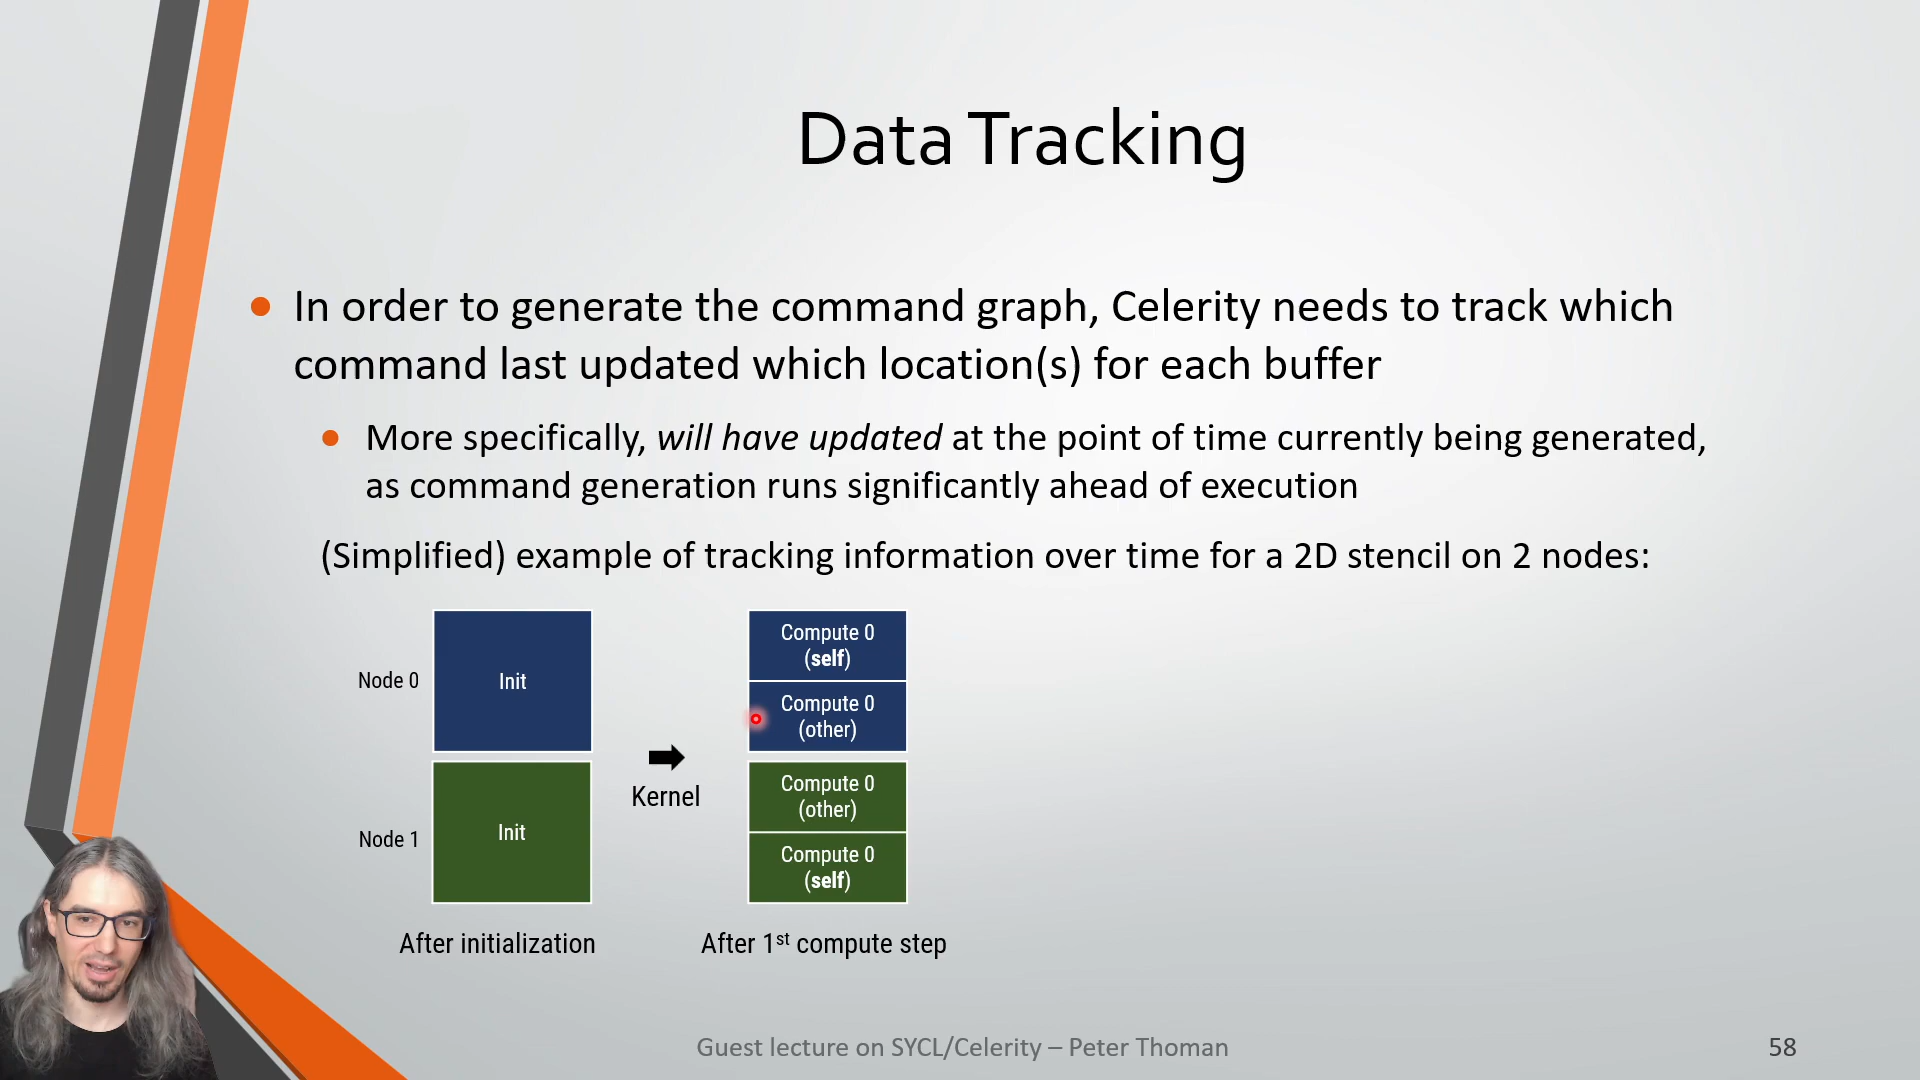 Data Tracking
In order to generate the command graph, Celerity needs to track which
command last updated which location(s) for each buffer
More specifically, will have updated at the point of time currently being generated,
as command generation runs significantly ahead of execution
(Simplified) example of tracking information over time for a 2D stencil on 2 nodes:
Node 0
Init
Compute 0
(self)
Compute 0
(other)
Kernel
Node 1
Init
Compute 0
(other)
Compute 0
(self)
After initialization
After 1st compute step
Guest lecture on SYCL/Celerity – Peter Thoman
58